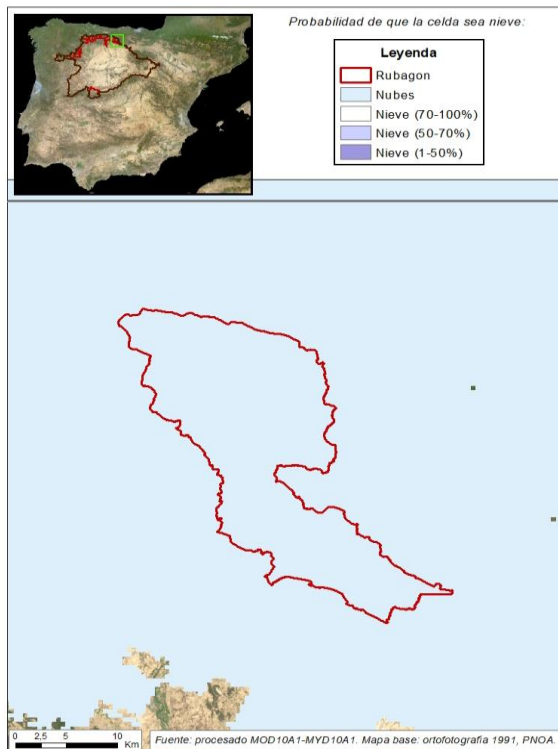 Probabilidad de que la celda sea nieve:
Leyenda
Rubagon
Nubes
Nieve (70-100%)
Nieve (50-70%)
Nieve (1-50%)
0 2,5 5 10
Km
Fuente: procesado MOD10A1-MYD10A1. Mapa base: ortofotografía 1991, PNOA